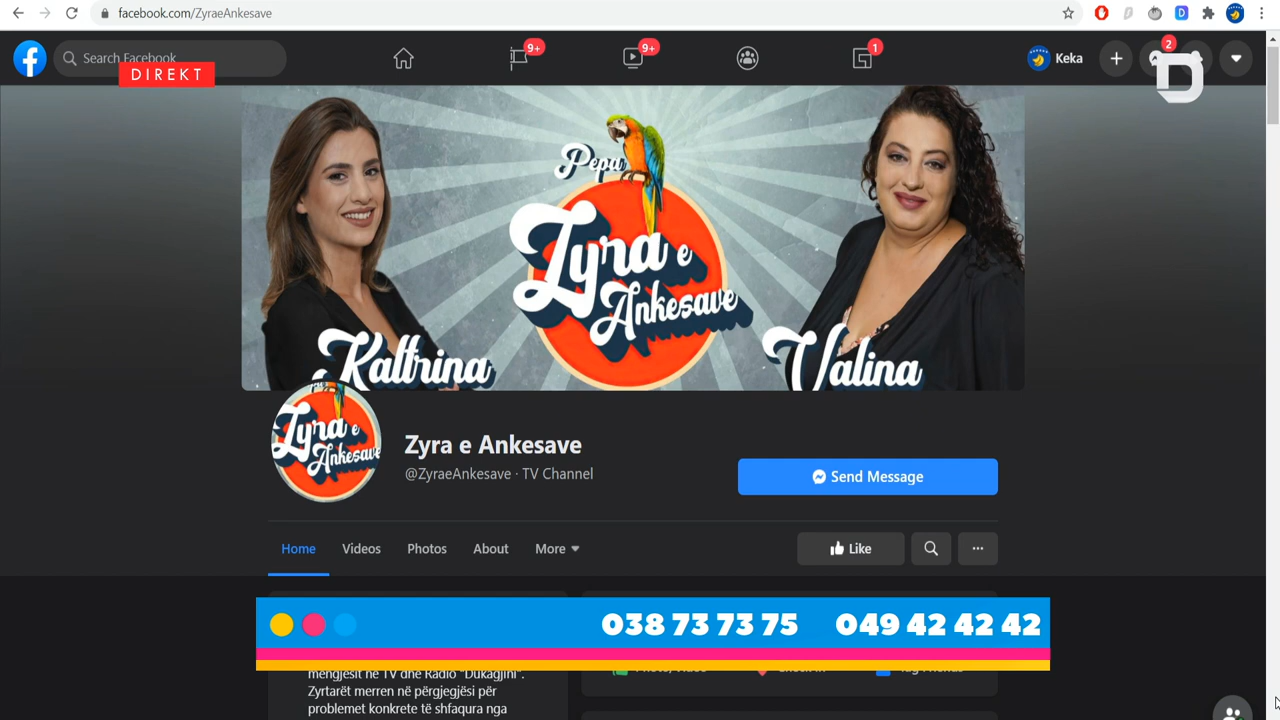 facebook.com/ZyraeAnkesave
Search Facebook
DIREKT
9+
9+
1
Keka
2
D
Pepa
Zyra e
Ankesave
Kaltrina
Valina
Zyra e
Ankesave
Zyra e Ankesave
@ZyraeAnkesave · TV Channel
Send Message
Home
Videos
Photos
About
More
Like
038 73 73 75
049 42 42 42
mëngjesit në TV dhe Radio "Dukagjini".
Zyrtarët merren në përgjegjësi për
problemet konkrete të shfaqura nga